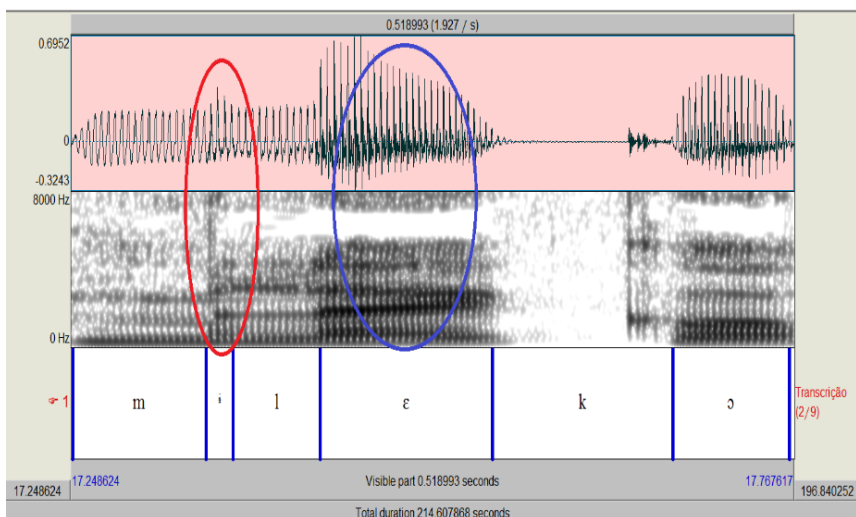 0.518993 (1.927 / s)
0.6952
0
-0.3243
8000 Hz
0 Hz
☞ 1 m ɨ l ɛ k ɔ Transcrição
(2/9)
17.248624 17.767617
17.248624 Visible part 0.518993 seconds 196.840252
Total duration 214.607868 seconds